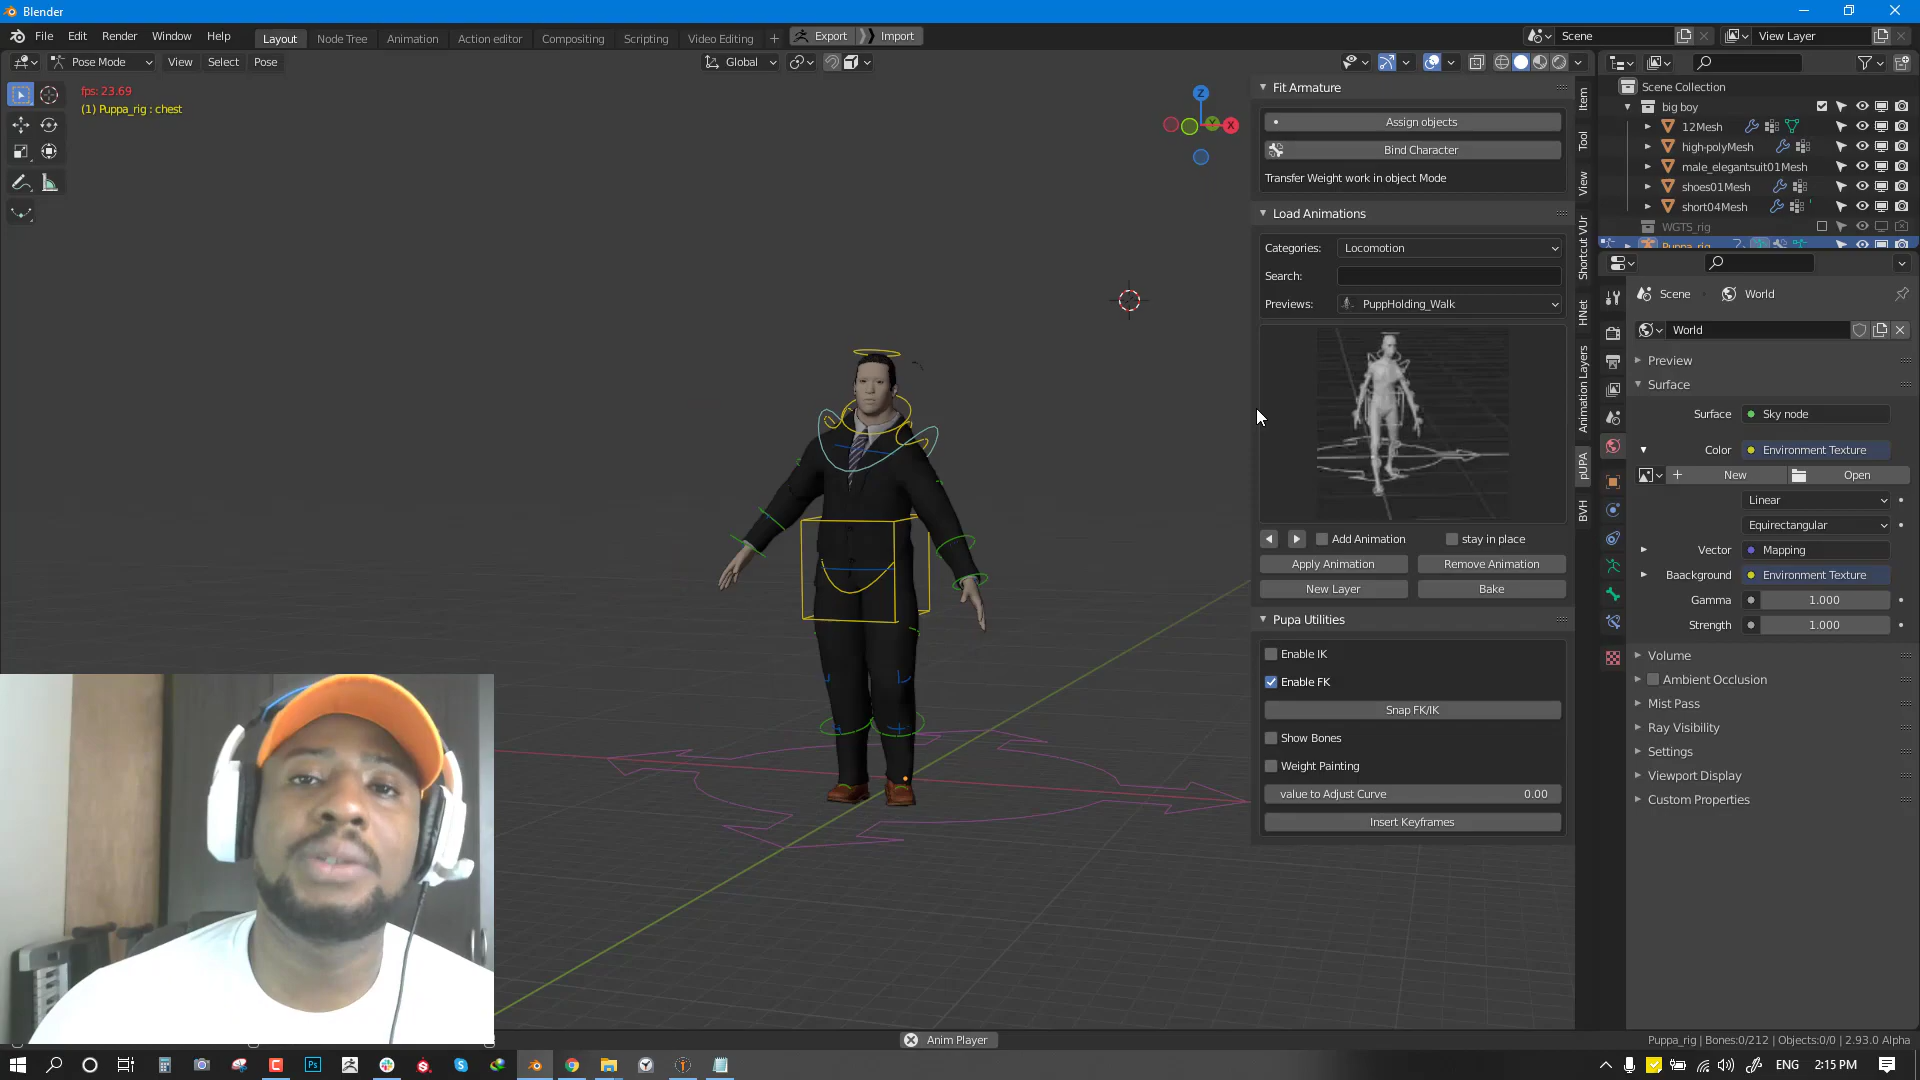 Blender
File Edit Render Window Help
Layout Node Tree Animation Action editor Compositing Scripting Video Editing +
Export Import
Scene
View Layer
Pose Mode View Select Pose
Global
fps: 23.69
(1) Puppa_rig : chest
Z
Y
X
Fit Armature
Assign objects
Bind Character
Transfer Weight work in object Mode
Load Animations
Categories: Locomotion
Search:
Previews: PuppHolding_Walk
Add Animation stay in place
Apply Animation Remove Animation
New Layer Bake
Pupa Utilities
Enable IK
Enable FK
Snap FK/IK
Show Bones
Weight Painting
value to Adjust Curve 0.00
Insert Keyframes
Item
Tool
View
Shortcut VUr
HNet
Animation Layers
pUPA
BVH
Scene Collection
big boy
12Mesh
high-polyMesh
male_elegantsuit01Mesh
shoes01Mesh
short04Mesh
WGTS_rig
Puppa_rig
Scene World
World
Preview
Surface
Surface Sky node
Color Environment Texture
New Open
Linear
Equirectangular
Vector Mapping
Baackground Environment Texture
Gamma 1.000
Strength 1.000
Volume
Ambient Occlusion
Mist Pass
Ray Visibility
Settings
Viewport Display
Custom Properties
Anim Player
Puppa_rig | Bones:0/212 | Objects:0/0 | 2.93.0 Alpha
Ps
ENG
2:15 PM